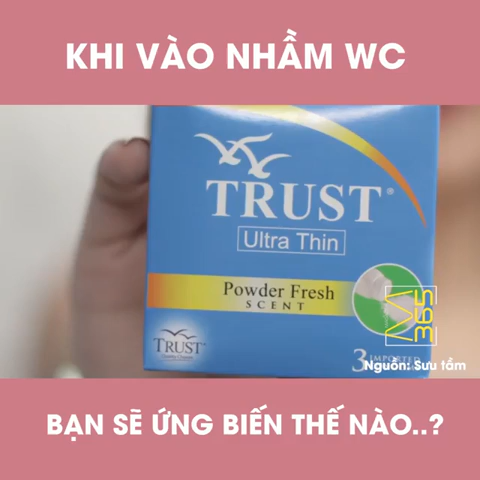 KHI VÀO NHẦM WC
TRUST®
Ultra Thin
Powder Fresh
SCENT
M
365
TRUST
3 IMPORTED
Nguồn: Sưu tầm
BẠN SẼ ỨNG BIẾN THẾ NÀO..?